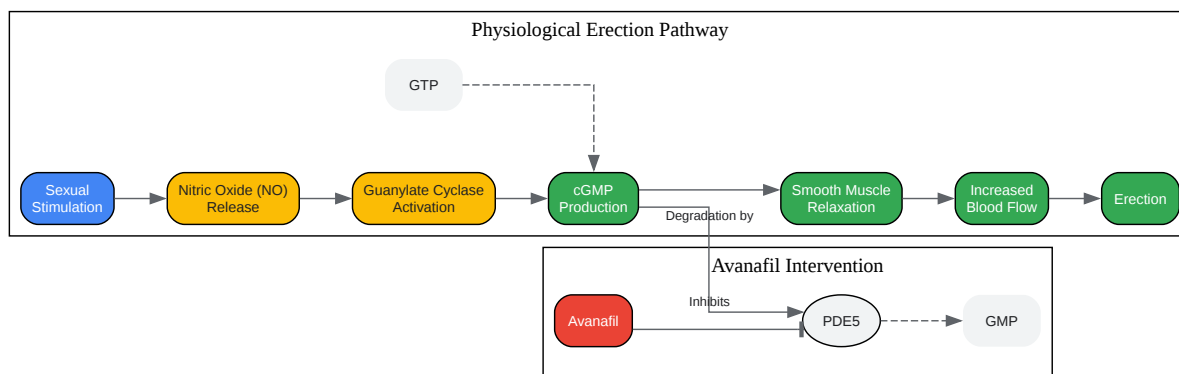 Physiological Erection Pathway
GTP
Sexual
Stimulation
Nitric Oxide (NO)
Release
Guanylate Cyclase
Activation
cGMP
Production
Degradation by
Smooth Muscle
Relaxation
Increased
Blood Flow
Erection
Avanafil Intervention
Avanafil
Inhibits
PDE5
GMP